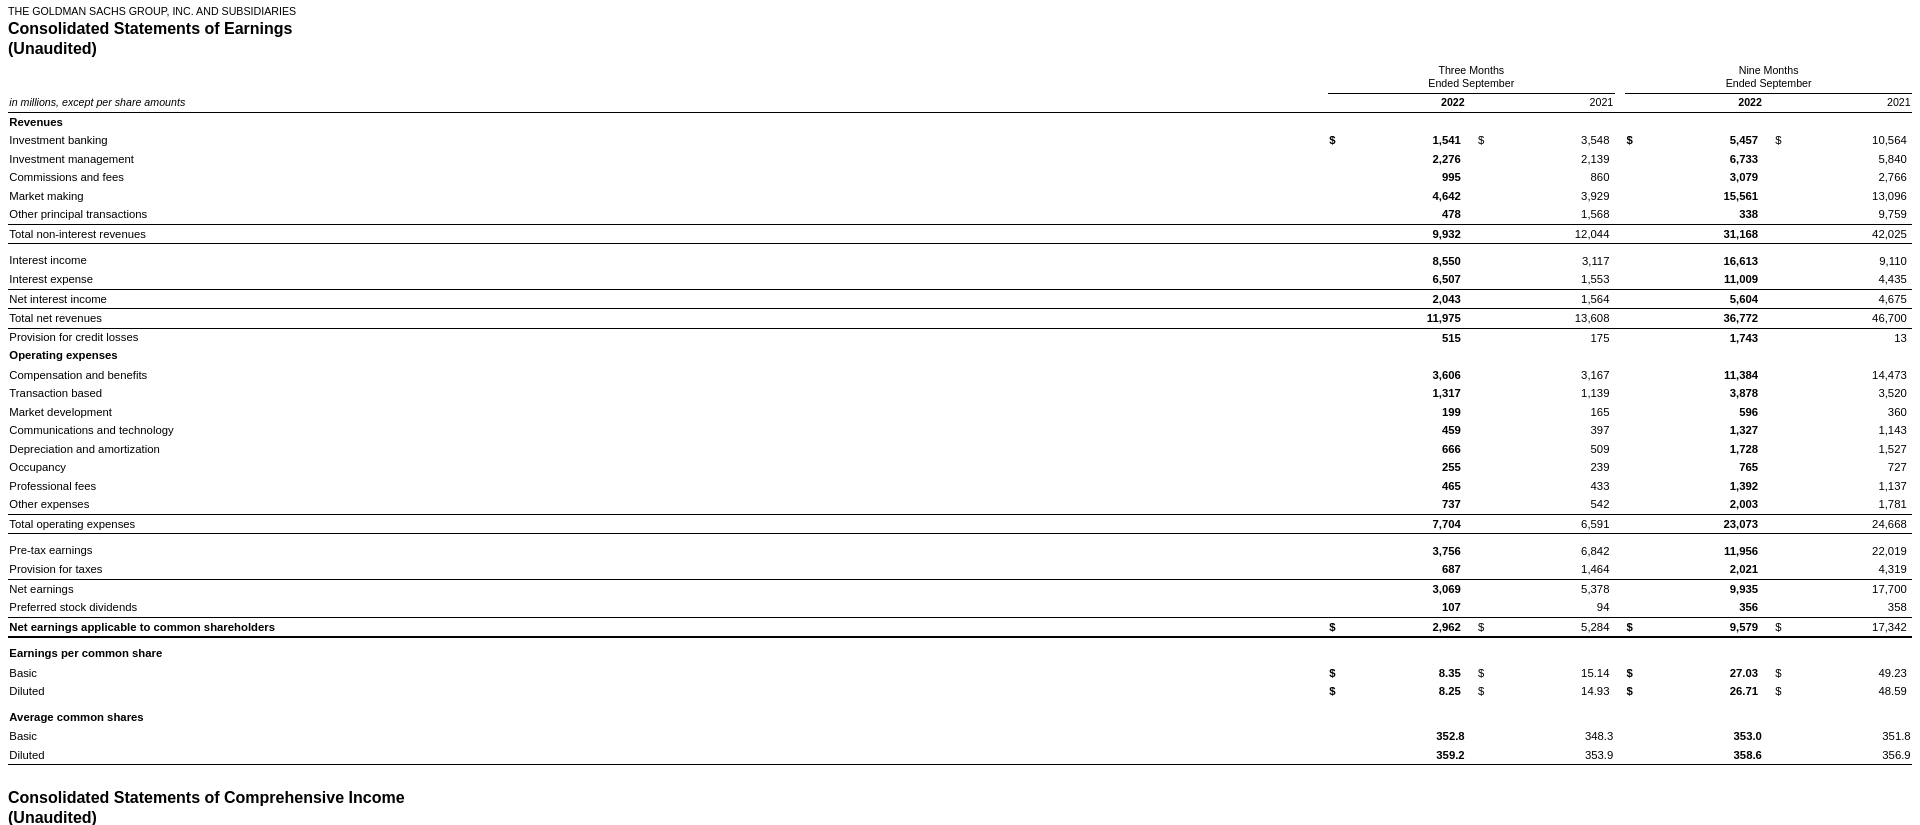 THE GOLDMAN SACHS GROUP, INC. AND SUBSIDIARIES
Consolidated Statements of Earnings
(Unaudited)
Three Months Nine Months
Ended September Ended September
in millions, except per share amounts 2022 2021 2022 2021
Revenues
Investment banking $ 1,541 $ 3,548 $ 5,457 $ 10,564
Investment management 2,276 2,139 6,733 5,840
Commissions and fees 995 860 3,079 2,766
Market making 4,642 3,929 15,561 13,096
Other principal transactions 478 1,568 338 9,759
Total non-interest revenues 9,932 12,044 31,168 42,025
Interest income 8,550 3,117 16,613 9,110
Interest expense 6,507 1,553 11,009 4,435
Net interest income 2,043 1,564 5,604 4,675
Total net revenues 11,975 13,608 36,772 46,700
Provision for credit losses 515 175 1,743 13
Operating expenses
Compensation and benefits 3,606 3,167 11,384 14,473
Transaction based 1,317 1,139 3,878 3,520
Market development 199 165 596 360
Communications and technology 459 397 1,327 1,143
Depreciation and amortization 666 509 1,728 1,527
Occupancy 255 239 765 727
Professional fees 465 433 1,392 1,137
Other expenses 737 542 2,003 1,781
Total operating expenses 7,704 6,591 23,073 24,668
Pre-tax earnings 3,756 6,842 11,956 22,019
Provision for taxes 687 1,464 2,021 4,319
Net earnings 3,069 5,378 9,935 17,700
Preferred stock dividends 107 94 356 358
Net earnings applicable to common shareholders $ 2,962 $ 5,284 $ 9,579 $ 17,342
Earnings per common share
Basic $ 8.35 $ 15.14 $ 27.03 $ 49.23
Diluted $ 8.25 $ 14.93 $ 26.71 $ 48.59
Average common shares
Basic 352.8 348.3 353.0 351.8
Diluted 359.2 353.9 358.6 356.9
Consolidated Statements of Comprehensive Income
(Unaudited)